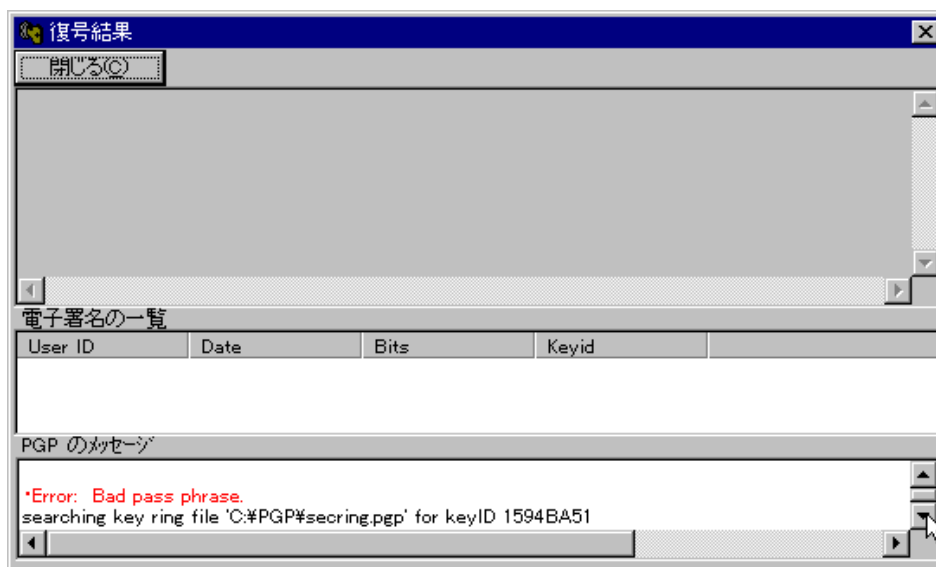 復号結果
閉じる(C)
電子署名の一覧
User ID Date Bits Keyid
PGP のﾒｯｾｰｼﾞ
*Error: Bad pass phrase.
searching key ring file 'C:¥PGP¥secring.pgp' for keyID 1594BA51